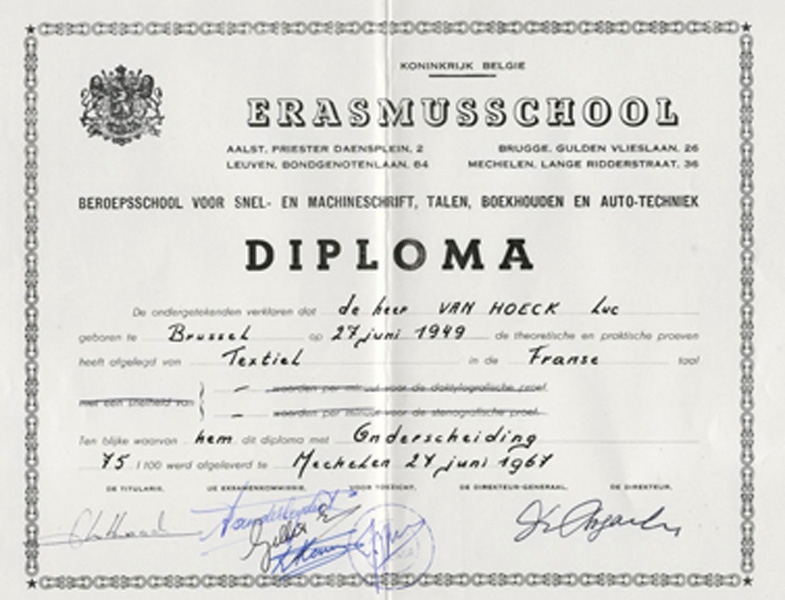 KONINKRIJK BELGIE
ERASMUSSCHOOL
AALST, PRIESTER DAENSPLEIN, 2 BRUGGE, GULDEN VLIESLAAN, 26
LEUVEN, BONDGENOTENLAAN, 84 MECHELEN, LANGE RIDDERSTRAAT, 36
BEROEPSSCHOOL VOOR SNEL- EN MACHINESCHRIFT, TALEN, BOEKHOUDEN EN AUTO-TECHNIEK
DIPLOMA
De ondergetekenden verklaren dat de heer VAN HOECK Luc
geboren te Brussel op 27 juni 1949 de theoretische en praktische proeven
heeft afgelegd van Textiel in de Franse taal
met een snelheid van { - woorden per minuut voor de daktylografische proef.
- woorden per minuut voor de stenografische proef.
Ten blijke waarvan hem dit diploma met Onderscheiding
75 / 100 werd afgeleverd te Mechelen 24 juni 1967
DE TITULARIS. DE EXAMENKOMMISSIE. VOOR TOEZICHT. DE DIRECTEUR-GENERAAL. DE DIREKTEUR.